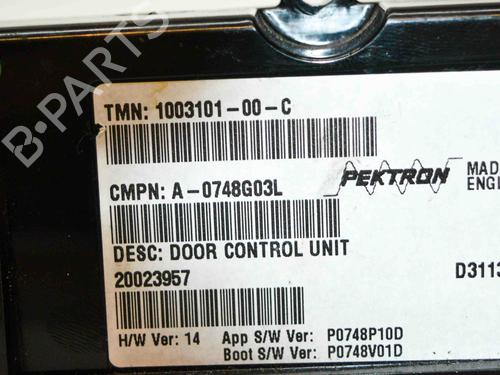 B-PARTS
TMN: 1003101-00-C
CMPN: A-0748G03L
PEKTRON
DESC: DOOR CONTROL UNIT
20023957
H/W Ver: 14 App S/W Ver: P0748P10D
Boot S/W Ver: P0748V01D
MAD
ENGL
D3113